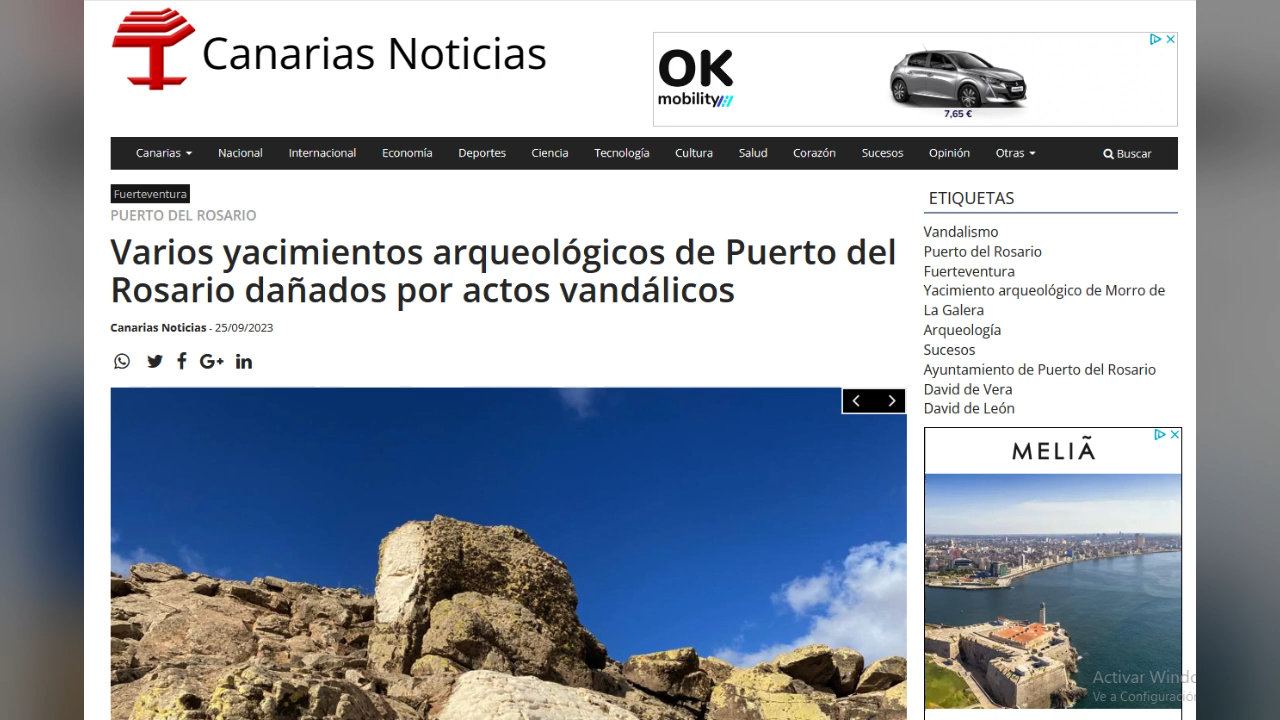 Canarias Noticias
OK
mobility
7,65 €
Canarias Nacional Internacional Economía Deportes Ciencia Tecnología Cultura Salud Corazón Sucesos Opinión Otras Buscar
Fuerteventura
PUERTO DEL ROSARIO
Varios yacimientos arqueológicos de Puerto del
Rosario dañados por actos vandálicos
Canarias Noticias - 25/09/2023
ETIQUETAS
Vandalismo
Puerto del Rosario
Fuerteventura
Yacimiento arqueológico de Morro de
La Galera
Arqueología
Sucesos
Ayuntamiento de Puerto del Rosario
David de Vera
David de León
MELIÃ
Activar Windo
Ve a Configuración